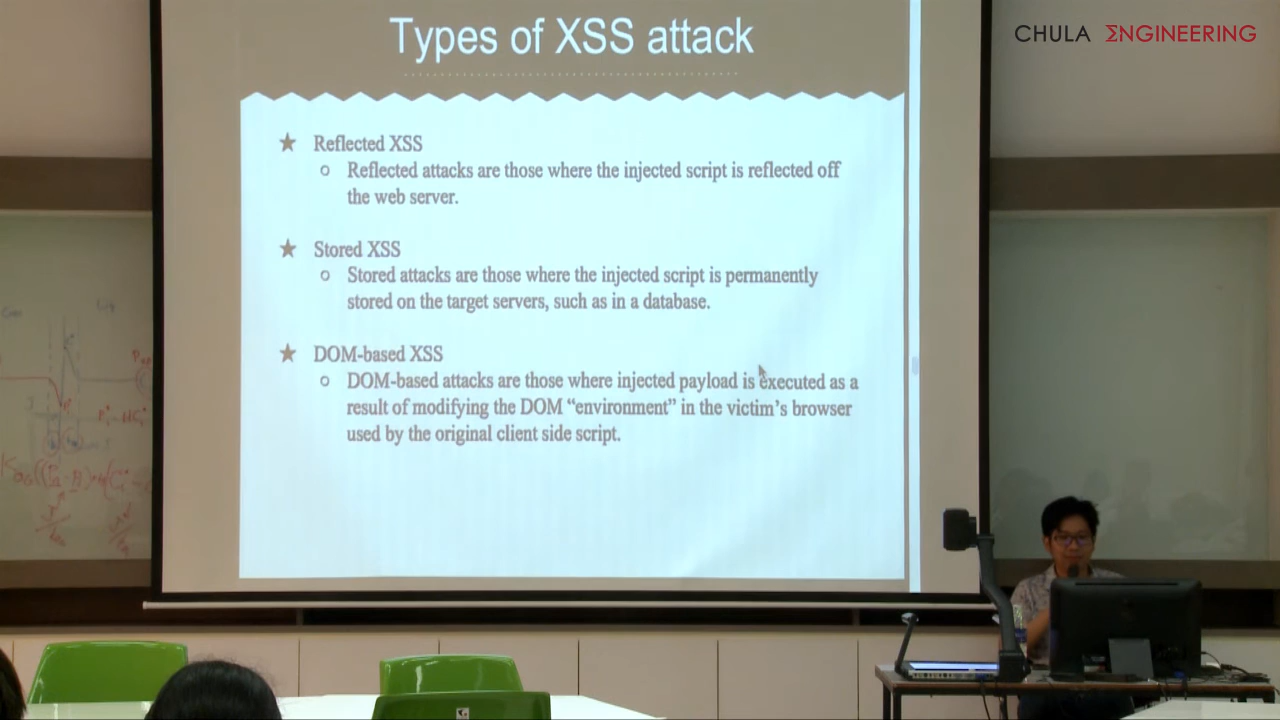 Types of XSS attack
CHULA ΣNGINEERING
Reflected XSS
Reflected attacks are those where the injected script is reflected off
the web server.
Stored XSS
Stored attacks are those where the injected script is permanently
stored on the target servers, such as in a database.
DOM-based XSS
DOM-based attacks are those where injected payload is executed as a
result of modifying the DOM “environment” in the victim’s browser
used by the original client side script.